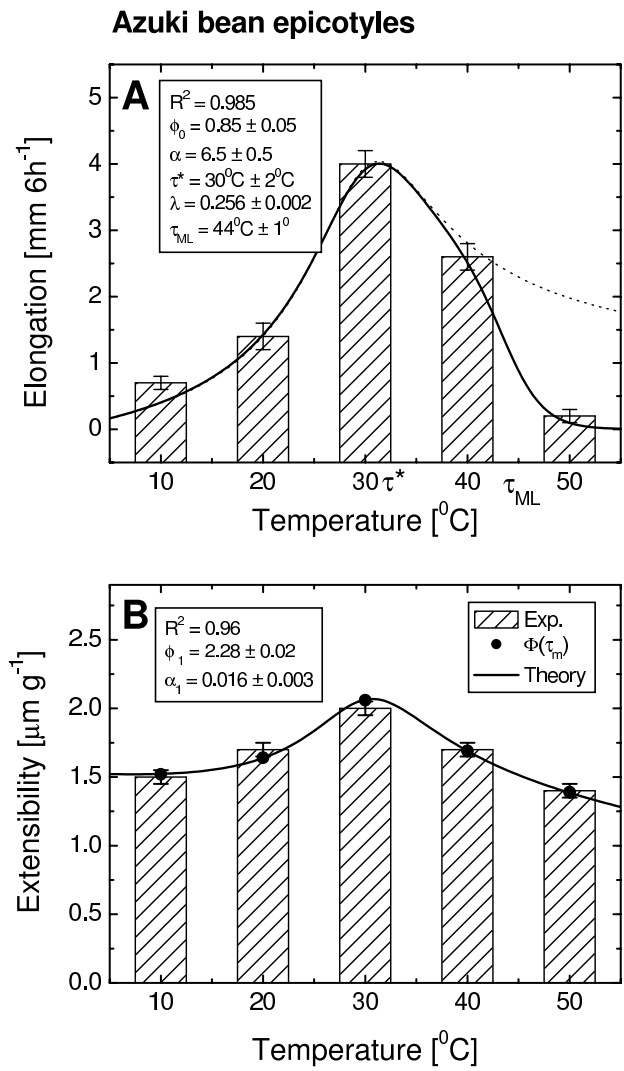 Azuki bean epicotyles
A
R² = 0.985
ϕ₀ = 0.85 ± 0.05
α = 6.5 ± 0.5
τ* = 30⁰C ± 2⁰C
λ = 0.256 ± 0.002
τ_ML = 44⁰C ± 1⁰
Elongation [mm 6h⁻¹]
5
4
3
2
1
0
10 20 30 τ* 40 τ_ML 50
Temperature [⁰C]
B
R² = 0.96
ϕ₁ = 2.28 ± 0.02
α₁ = 0.016 ± 0.003
Exp.
Φ(τ_m)
Theory
Extensibility [μm g⁻¹]
2.5
2.0
1.5
1.0
0.5
0.0
10 20 30 40 50
Temperature [⁰C]